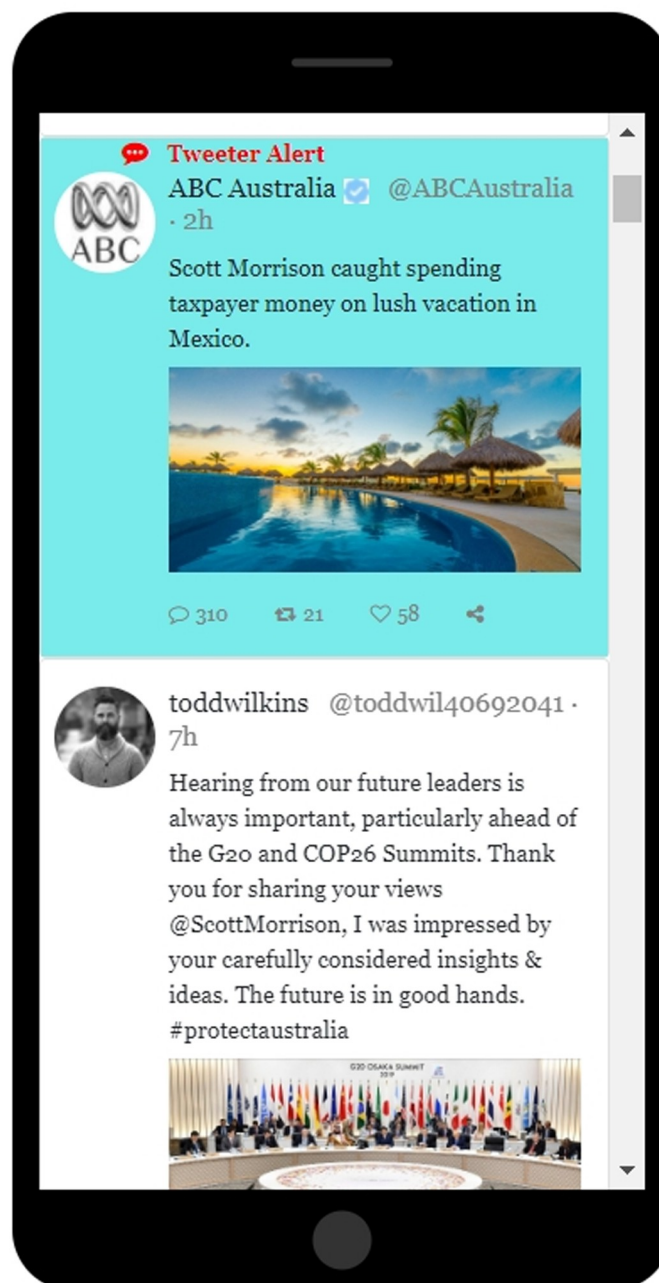 Tweeter Alert
ABC Australia @ABCAustralia
· 2h
ABC
Scott Morrison caught spending
taxpayer money on lush vacation in
Mexico.
310 21 58
toddwilkins @toddwil40692041 ·
7h
Hearing from our future leaders is
always important, particularly ahead of
the G20 and COP26 Summits. Thank
you for sharing your views
@ScottMorrison, I was impressed by
your carefully considered insights &
ideas. The future is in good hands.
#protectaustralia
G20 OSAKA SUMMIT
2019